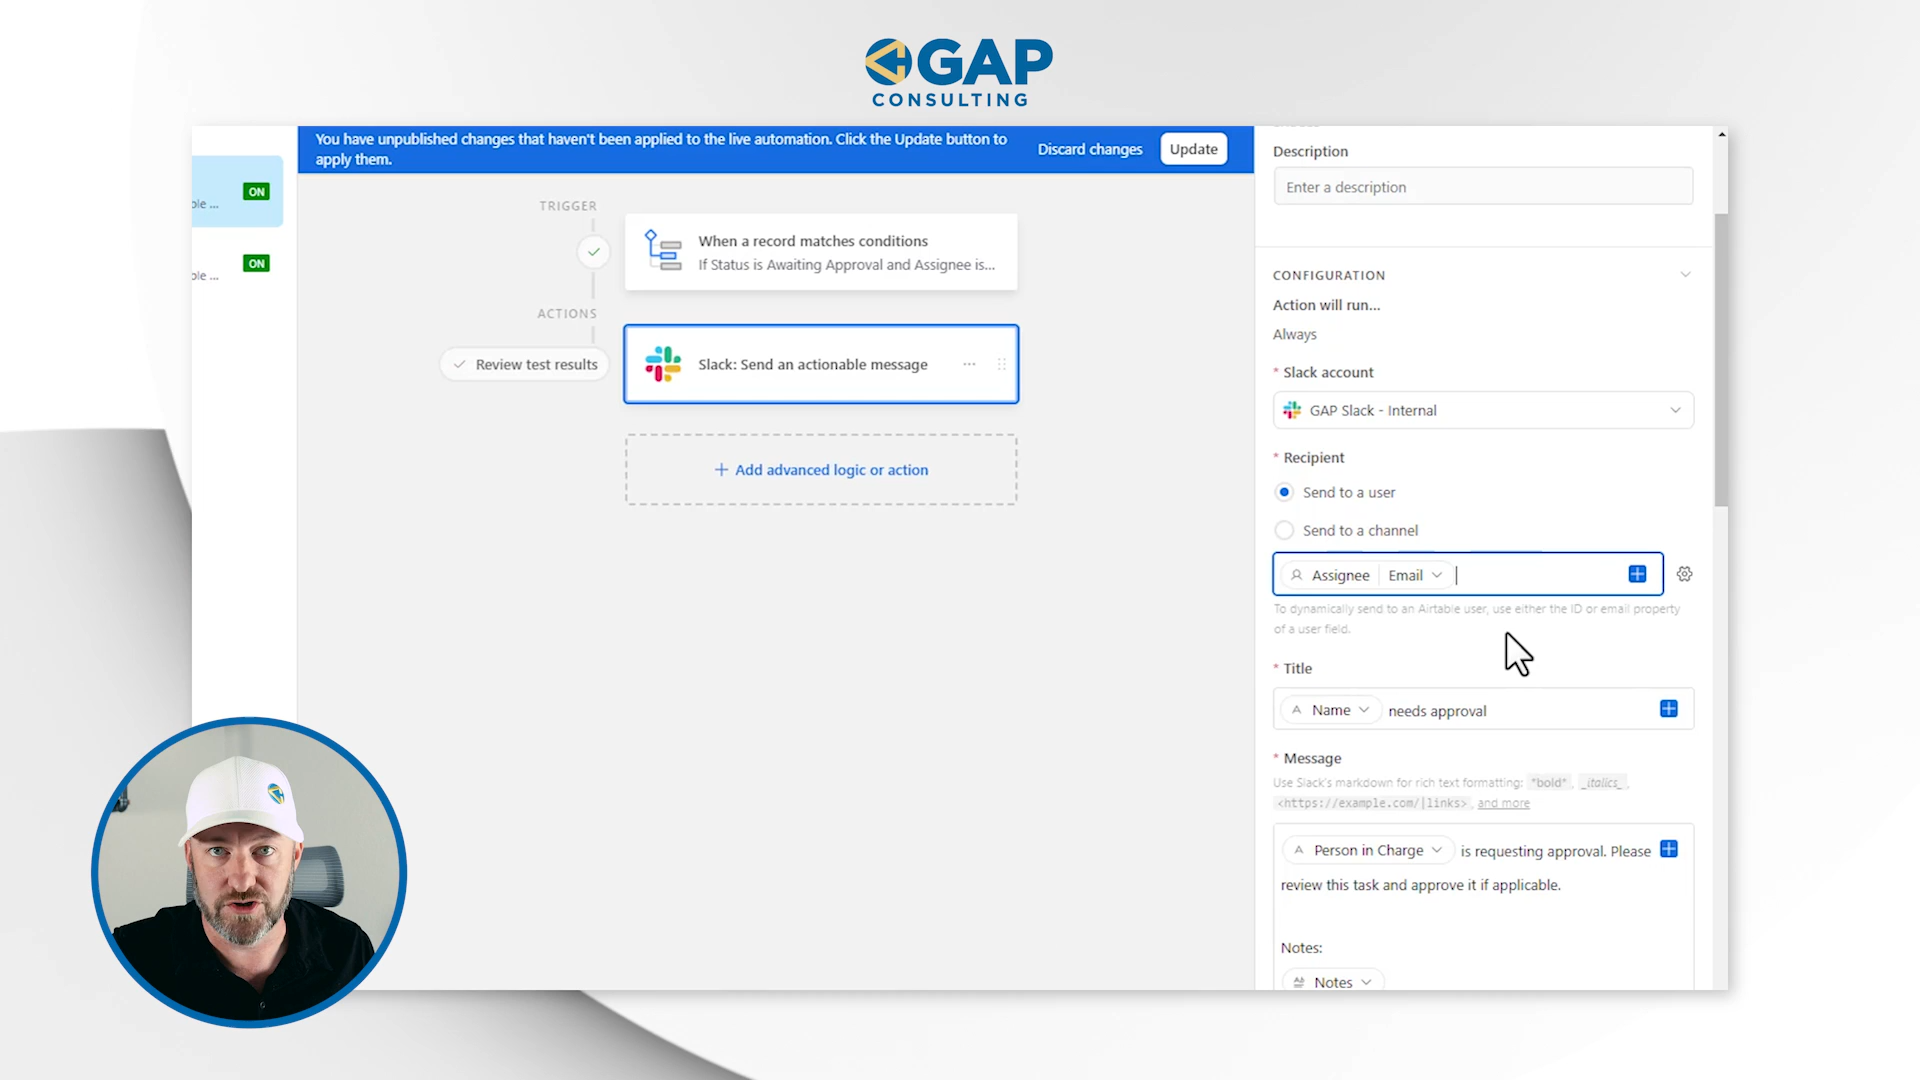 GAP
CONSULTING
You have unpublished changes that haven't been applied to the live automation. Click the Update button to
apply them.
Discard changes
Update
ON
ole ...
ON
ole ...
TRIGGER
When a record matches conditions
If Status is Awaiting Approval and Assignee is...
ACTIONS
Review test results
Slack: Send an actionable message
...
+ Add advanced logic or action
Description
Enter a description
CONFIGURATION
Action will run...
Always
* Slack account
GAP Slack - Internal
* Recipient
Send to a user
Send to a channel
Assignee Email
To dynamically send to an Airtable user, use either the ID or email property
of a user field.
* Title
A Name needs approval
* Message
Use Slack's markdown for rich text formatting: *bold*, _italics_,
<https://example.com/|links>, and more
A Person in Charge is requesting approval. Please
review this task and approve it if applicable.
Notes:
Notes